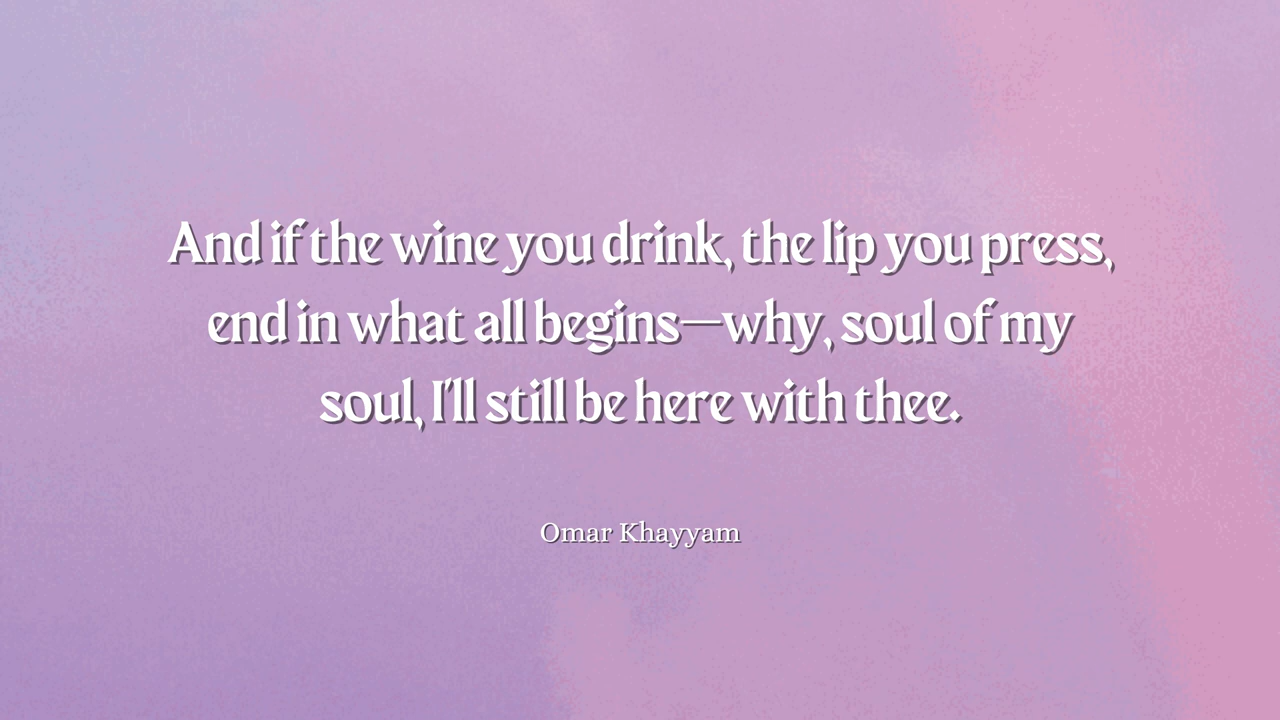 And if the wine you drink, the lip you press,
end in what all begins—why, soul of my
soul, I'll still be here with thee.
Omar Khayyam